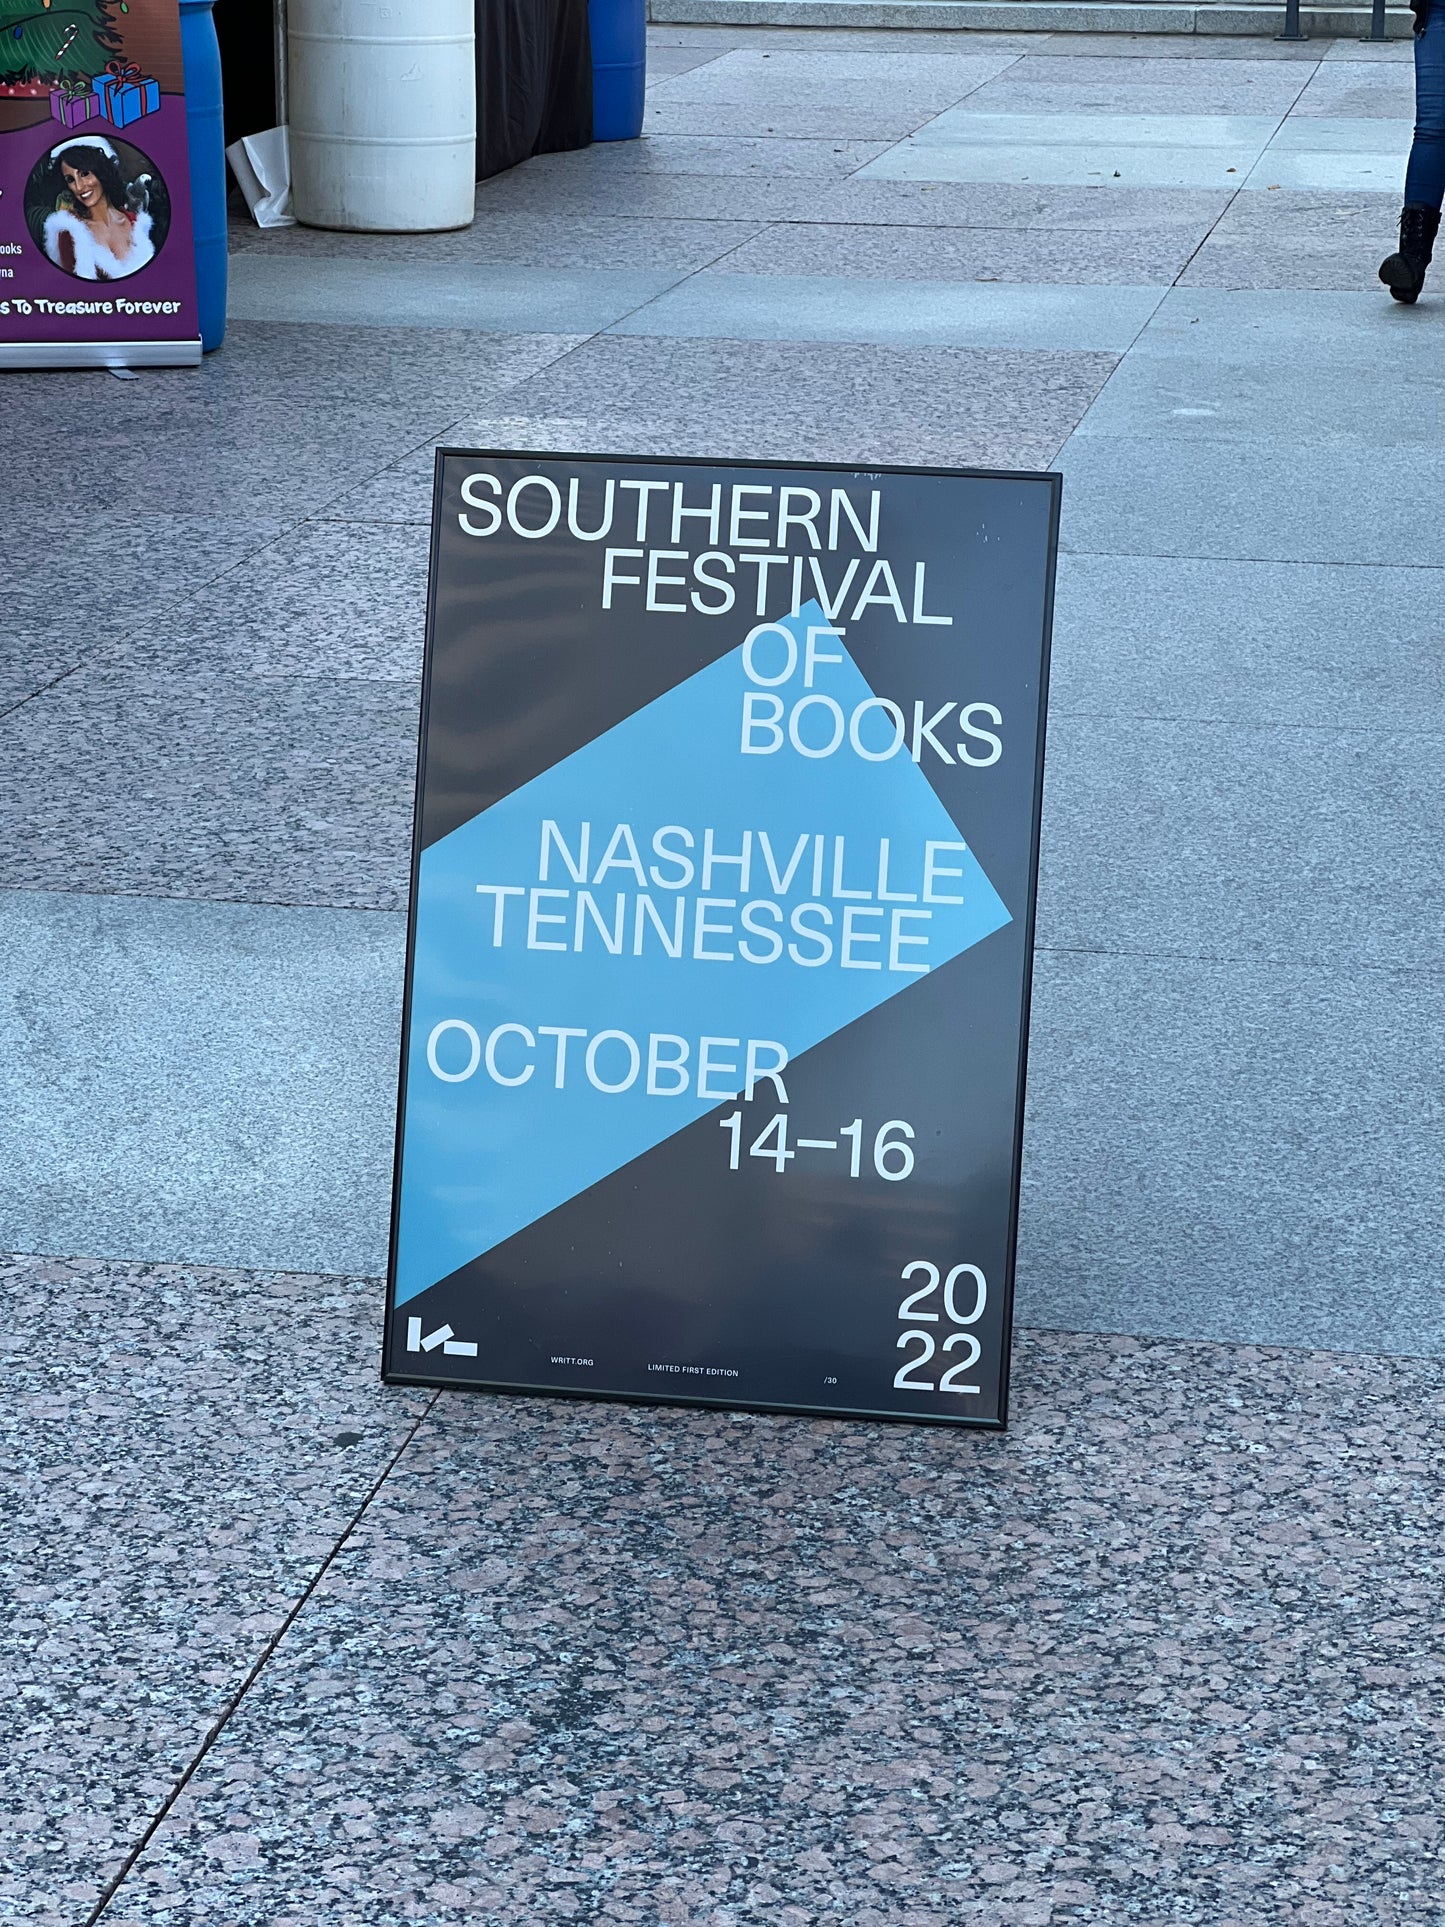 s To Treasure Forever
SOUTHERN
FESTIVAL
OF
BOOKS
NASHVILLE
TENNESSEE
OCTOBER
14–16
20
22
WRITT.ORG
LIMITED FIRST EDITION
/30